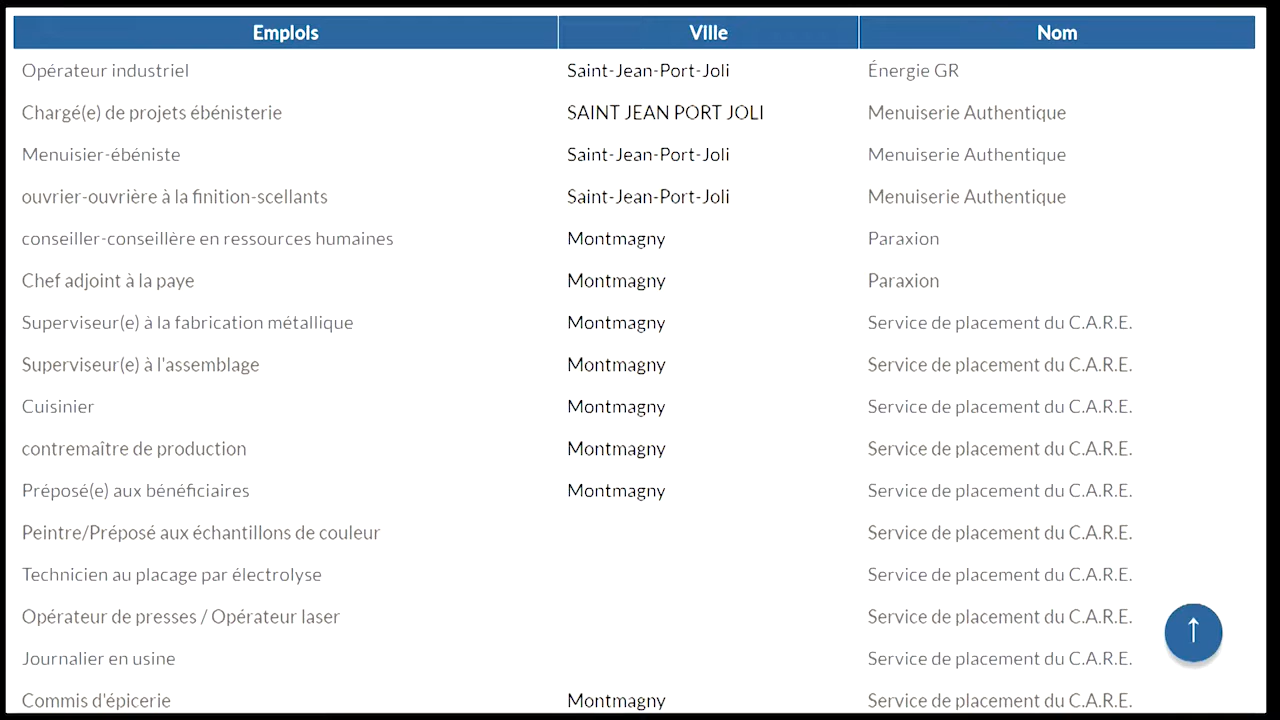 Emplois Ville Nom
Opérateur industriel Saint-Jean-Port-Joli Énergie GR
Chargé(e) de projets ébénisterie SAINT JEAN PORT JOLI Menuiserie Authentique
Menuisier-ébéniste Saint-Jean-Port-Joli Menuiserie Authentique
ouvrier-ouvrière à la finition-scellants Saint-Jean-Port-Joli Menuiserie Authentique
conseiller-conseillère en ressources humaines Montmagny Paraxion
Chef adjoint à la paye Montmagny Paraxion
Superviseur(e) à la fabrication métallique Montmagny Service de placement du C.A.R.E.
Superviseur(e) à l'assemblage Montmagny Service de placement du C.A.R.E.
Cuisinier Montmagny Service de placement du C.A.R.E.
contremaître de production Montmagny Service de placement du C.A.R.E.
Préposé(e) aux bénéficiaires Montmagny Service de placement du C.A.R.E.
Peintre/Préposé aux échantillons de couleur Service de placement du C.A.R.E.
Technicien au placage par électrolyse Service de placement du C.A.R.E.
Opérateur de presses / Opérateur laser Service de placement du C.A.R.E.
Journalier en usine Service de placement du C.A.R.E.
Commis d'épicerie Montmagny Service de placement du C.A.R.E.